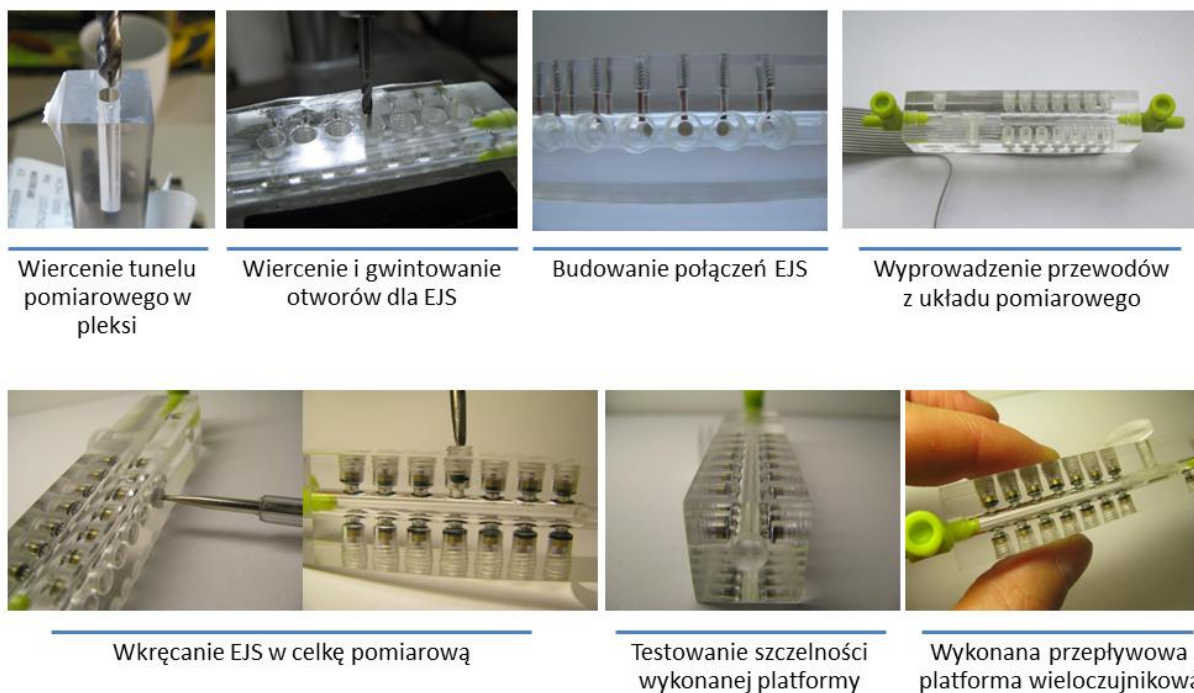 Wiercenie tunelu
pomiarowego w
pleksi
Wiercenie i gwintowanie
otworów dla EJS
Budowanie połączeń EJS
Wyprowadzenie przewodów
z układu pomiarowego
Wkręcanie EJS w celkę pomiarową
Testowanie szczelności
wykonanej platformy
Wykonana przepływowa
platforma wieloczujnikowa